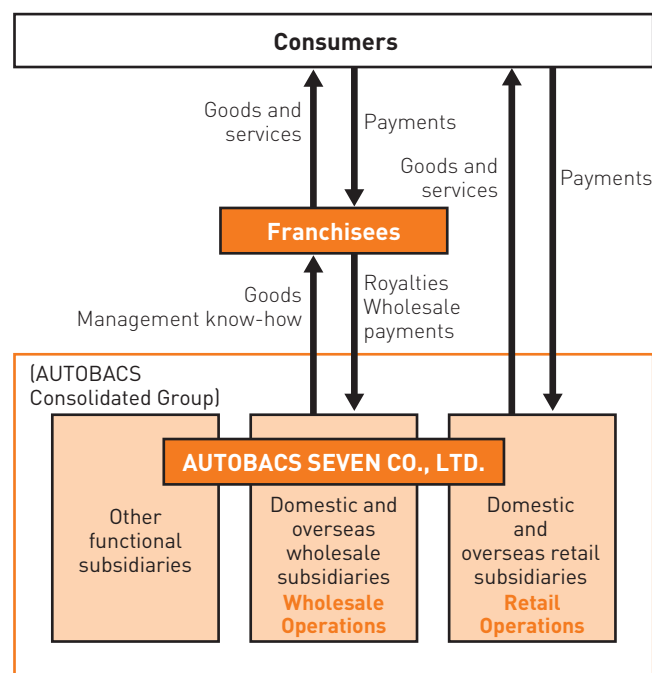 Consumers
Goods and
services
Payments
Goods and
services
Payments
Franchisees
Goods
Management know-how
Royalties
Wholesale
payments
(AUTOBACS
Consolidated Group)
AUTOBACS SEVEN CO., LTD.
Other
functional
subsidiaries
Domestic and
overseas
wholesale
subsidiaries
Wholesale
Operations
Domestic
and
overseas retail
subsidiaries
Retail
Operations